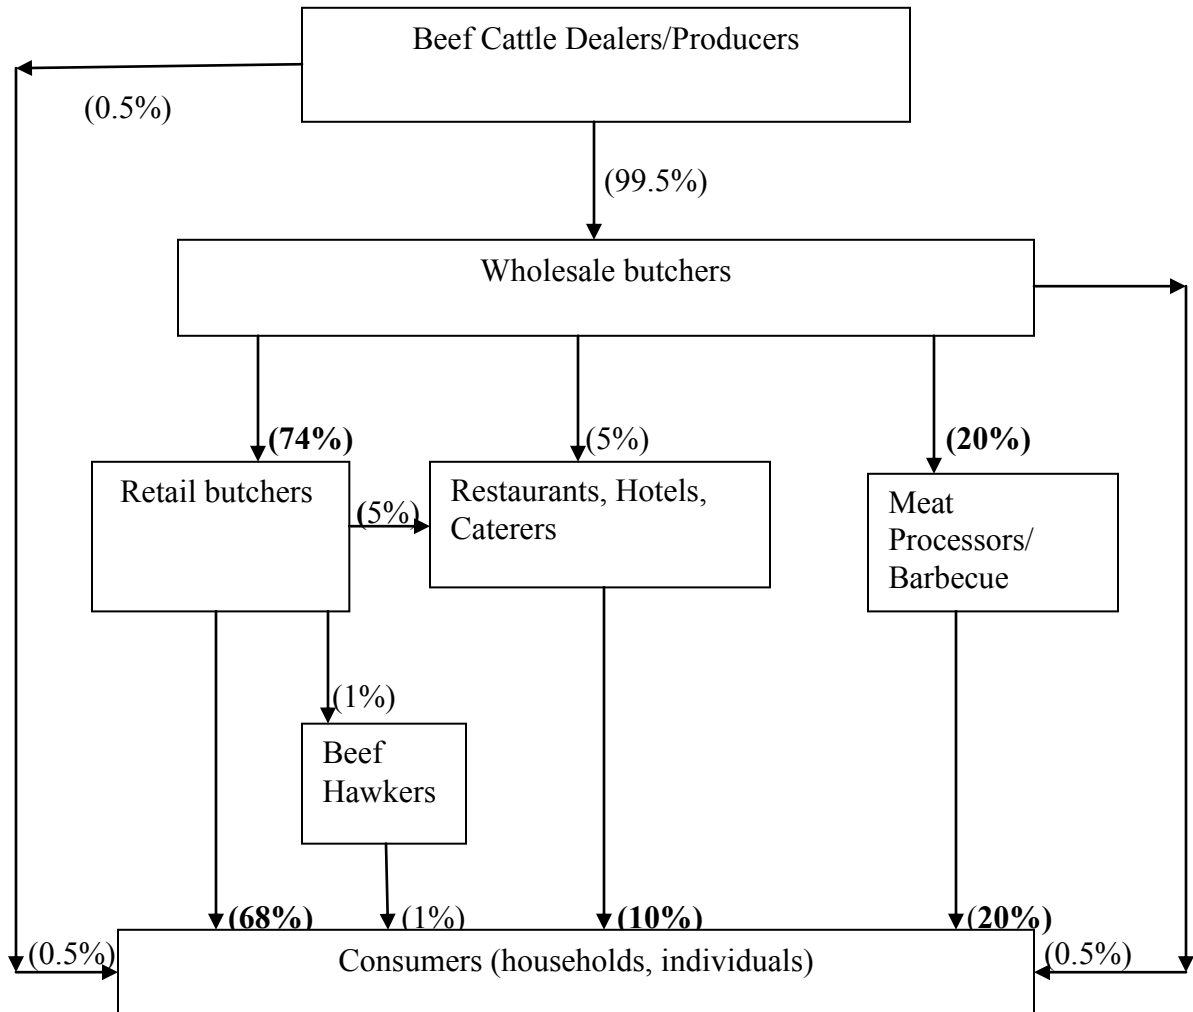 Beef Cattle Dealers/Producers
(0.5%)
(99.5%)
Wholesale butchers
(74%)
(5%)
(20%)
Retail butchers
(5%)
Restaurants, Hotels,
Caterers
Meat
Processors/
Barbecue
(1%)
Beef
Hawkers
(68%)
(1%)
(10%)
(20%)
(0.5%)
Consumers (households, individuals)
(0.5%)